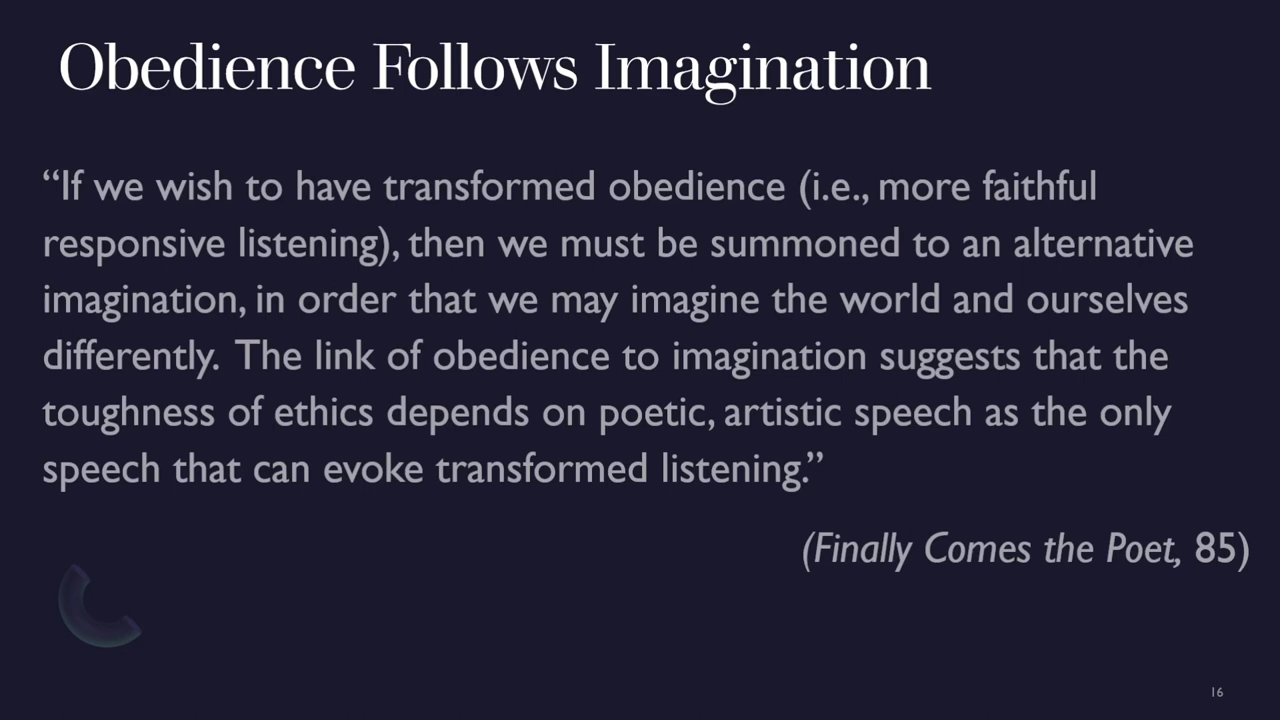 Obedience Follows Imagination
“If we wish to have transformed obedience (i.e., more faithful
responsive listening), then we must be summoned to an alternative
imagination, in order that we may imagine the world and ourselves
differently.  The link of obedience to imagination suggests that the
toughness of ethics depends on poetic, artistic speech as the only
speech that can evoke transformed listening.”
(Finally Comes the Poet, 85)
16